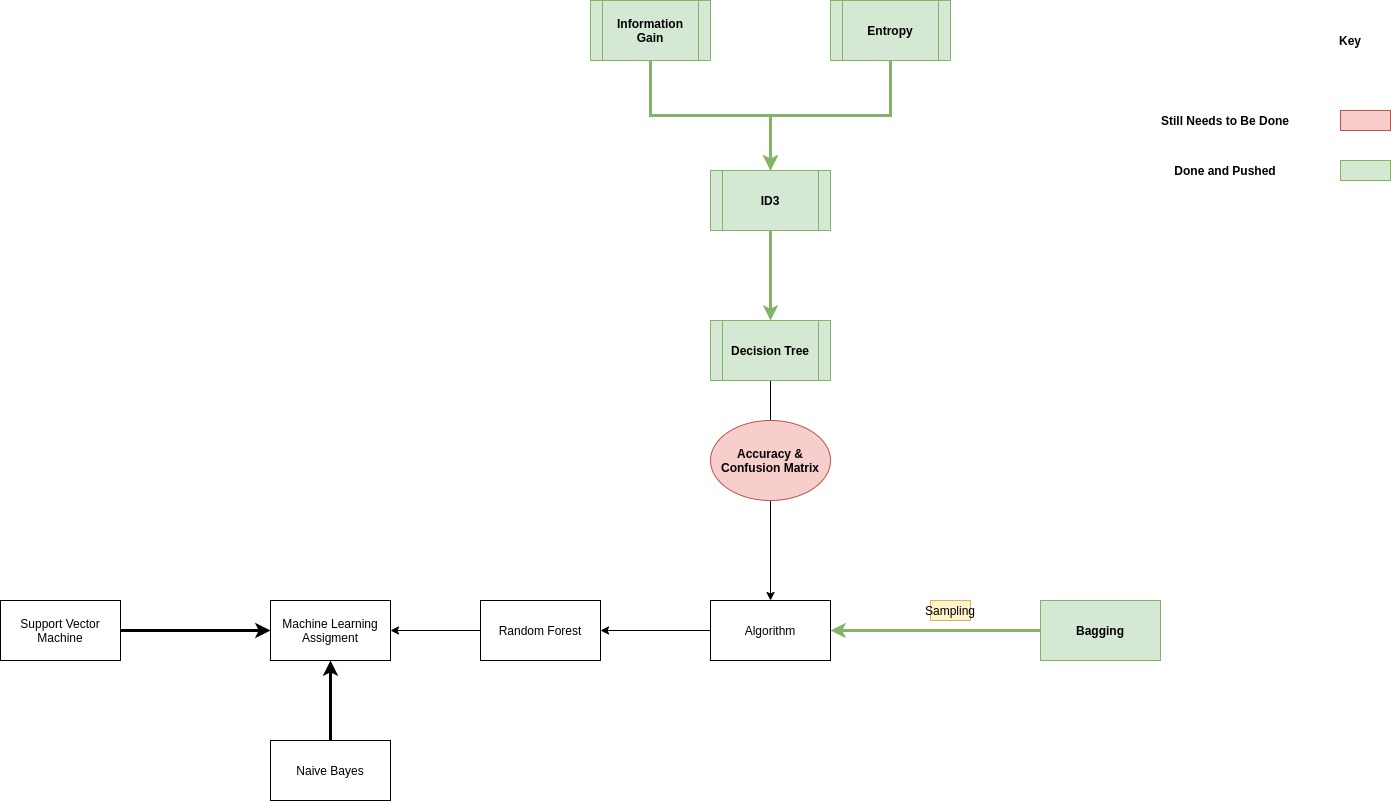 Information
Gain
Entropy
Key
Still Needs to Be Done
Done and Pushed
ID3
Decision Tree
Accuracy &
Confusion Matrix
Support Vector
Machine
Machine Learning
Assigment
Random Forest
Algorithm
Sampling
Bagging
Naive Bayes